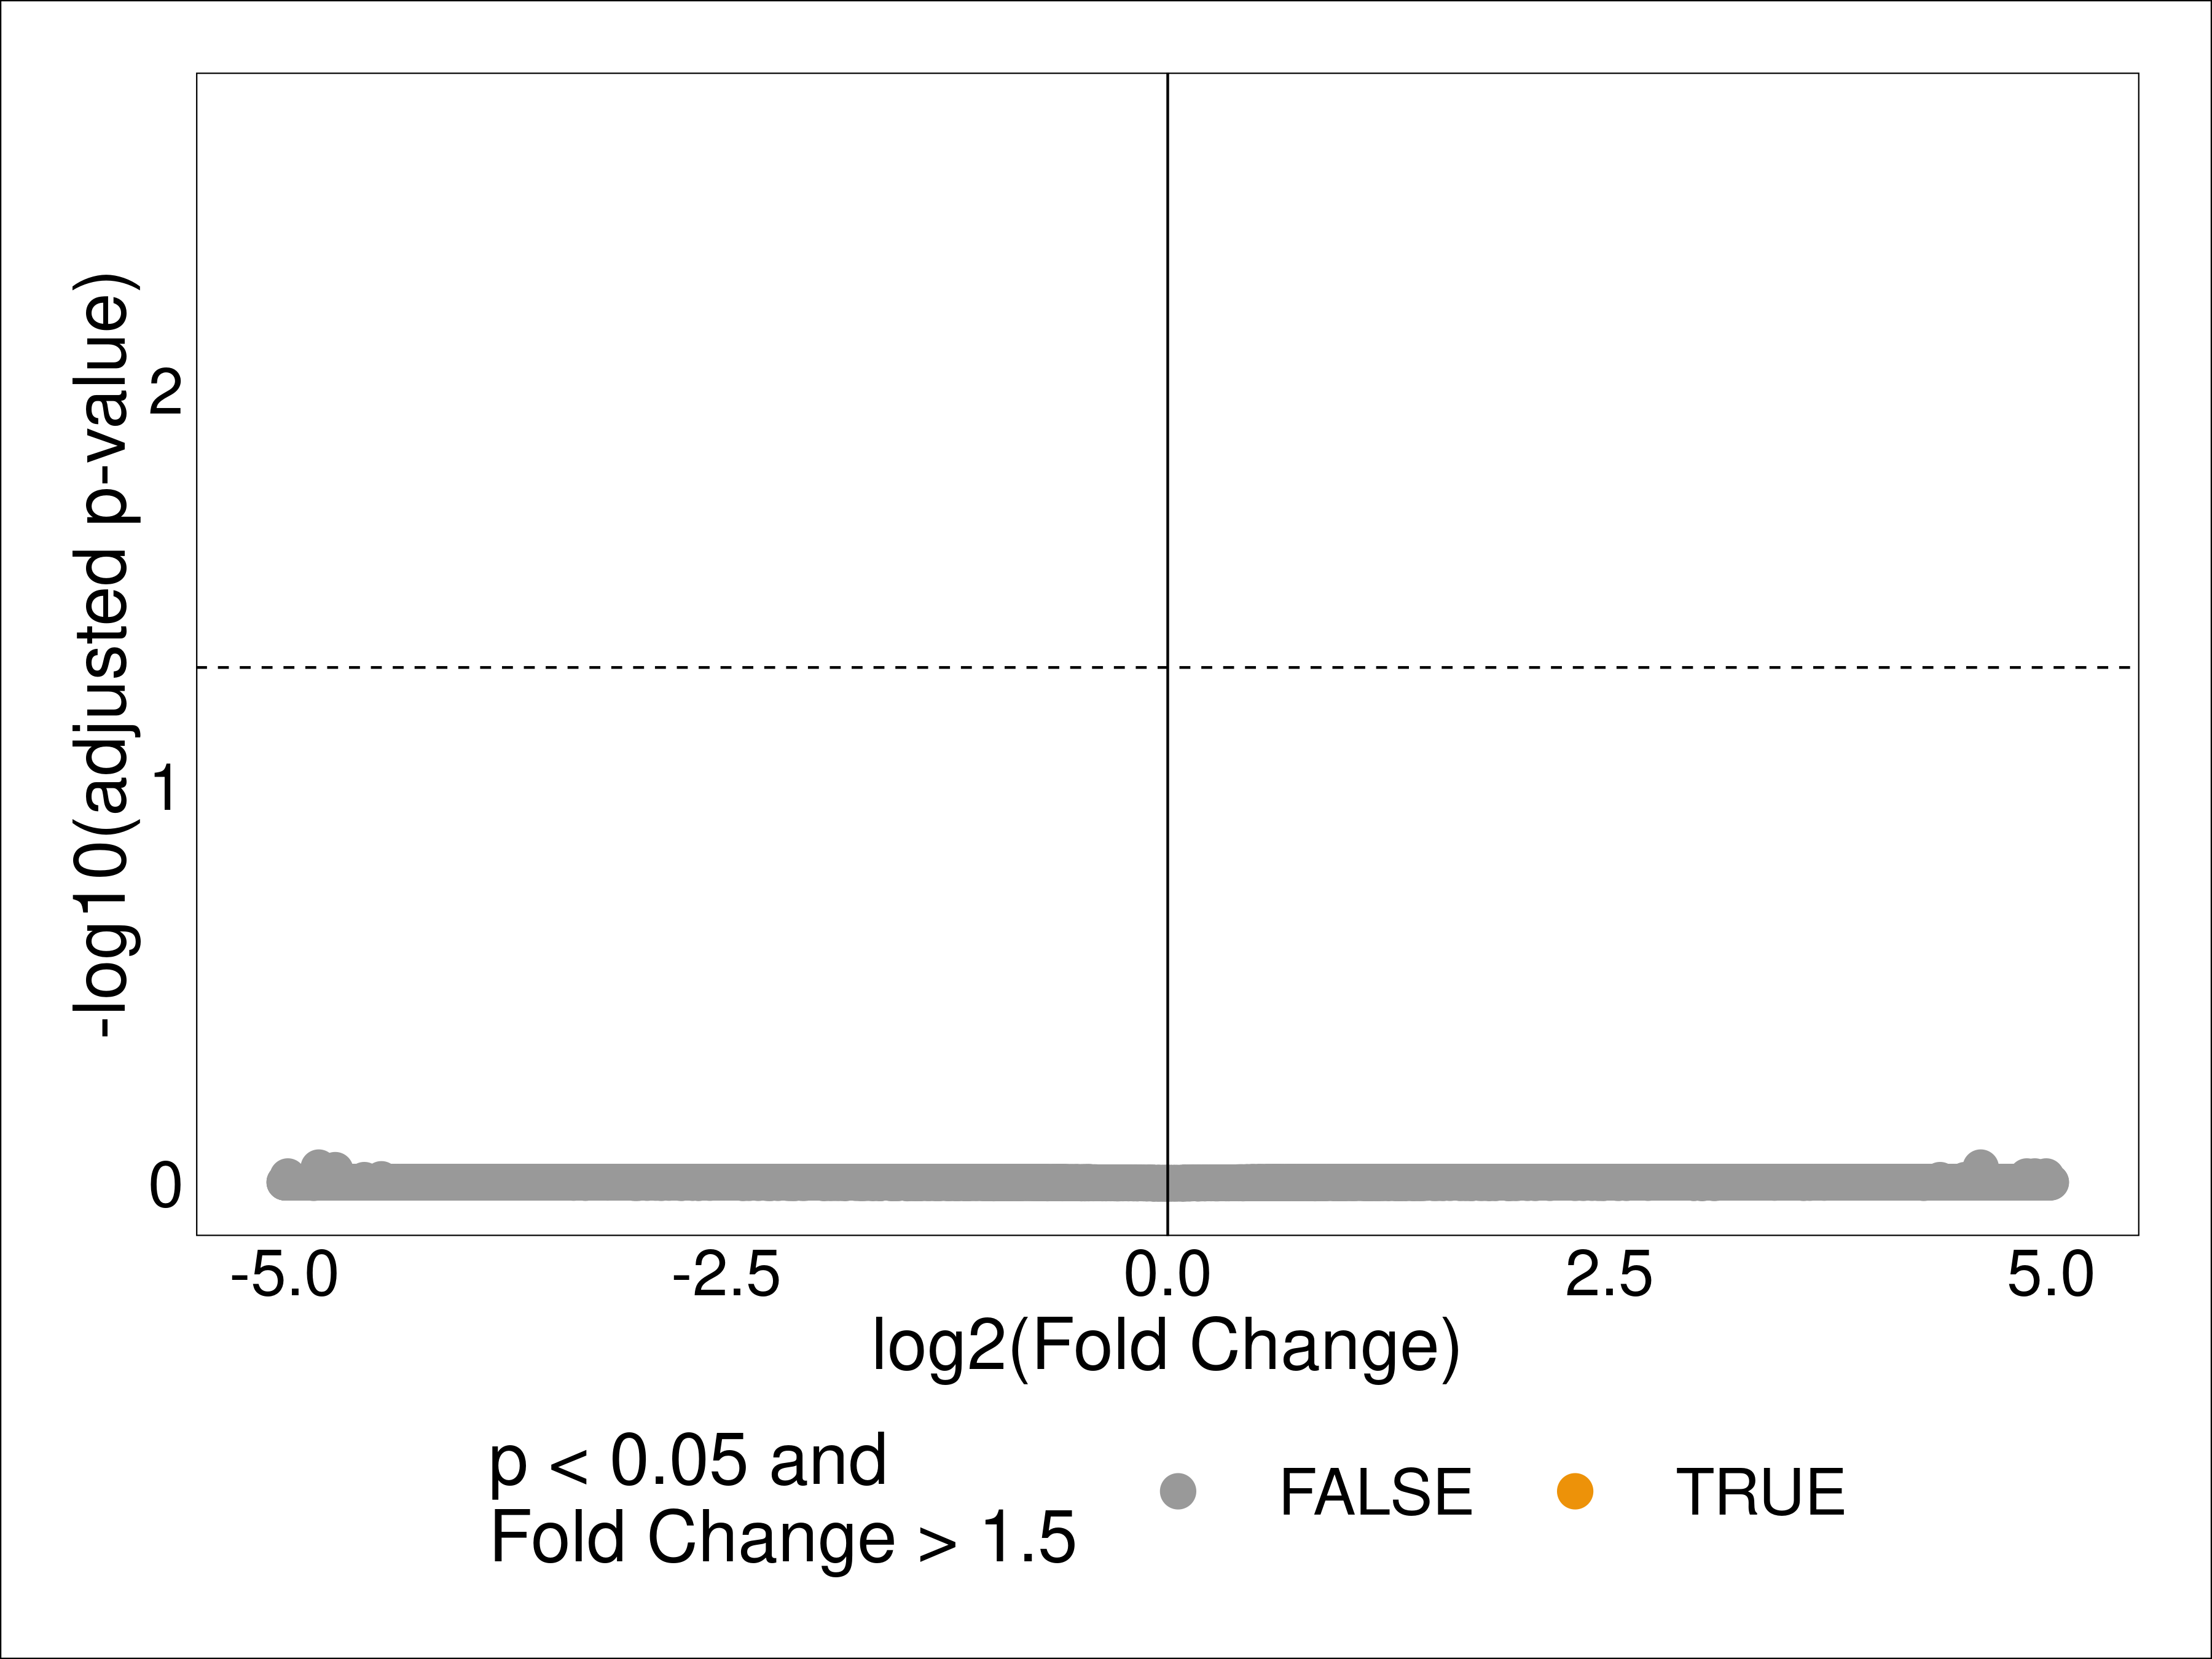 -log10(adjusted p-value)
2
1
0
-5.0 -2.5 0.0 2.5 5.0
log2(Fold Change)
p < 0.05 and
Fold Change > 1.5
FALSE TRUE